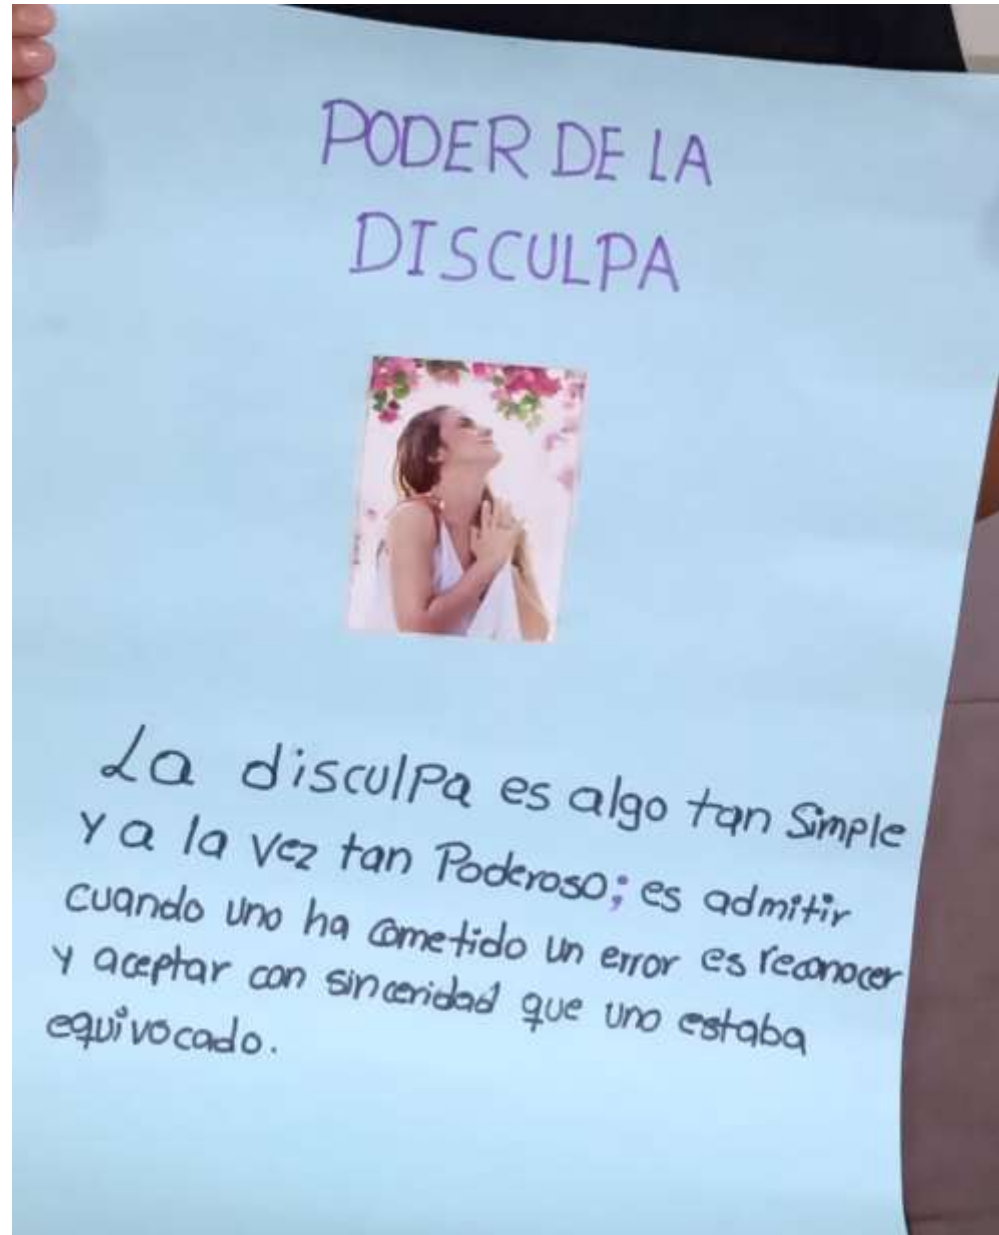 PODER DE LA
DISCULPA
La disculpa es algo tan Simple
Y a la vez tan Poderoso; es admitir
cuando uno ha cometido un error es reconocer
y aceptar con sinceridad que uno estaba
equivocado.